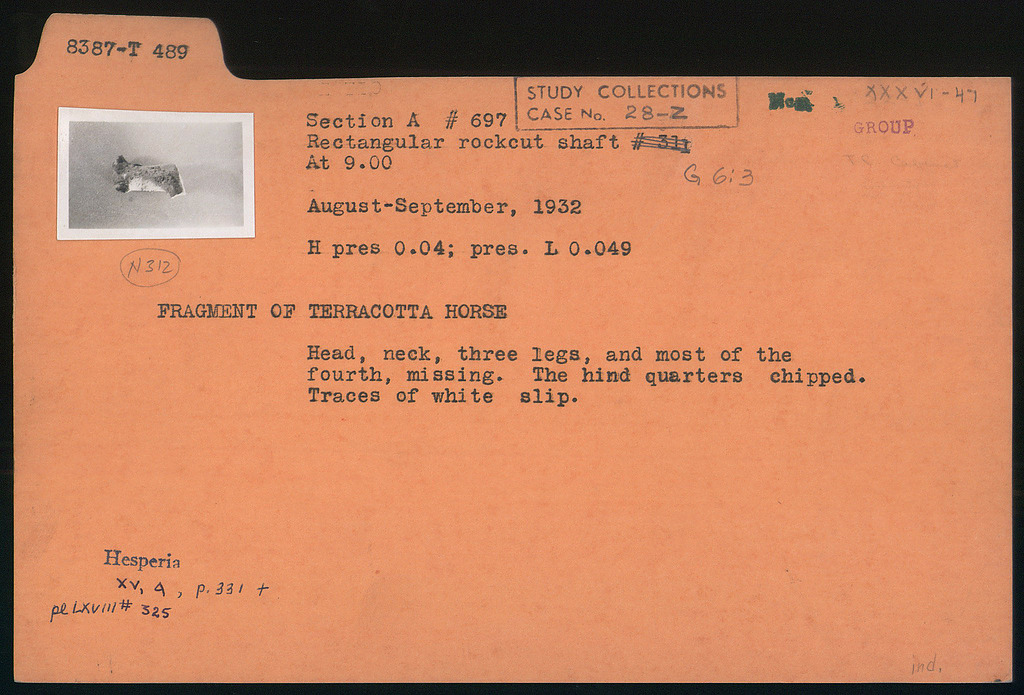 8387-T 489
STUDY COLLECTIONS
CASE No. 28-Z
XXXVI-47
GROUP
Section A # 697
Rectangular rockcut shaft # 311
At 9.00
G 6:3
August-September, 1932
H pres 0.04; pres. L 0.049
N312
FRAGMENT OF TERRACOTTA HORSE
Head, neck, three legs, and most of the
fourth, missing. The hind quarters chipped.
Traces of white slip.
Hesperia
XV, 4, p. 331 +
pl LXVIII # 325
ind.